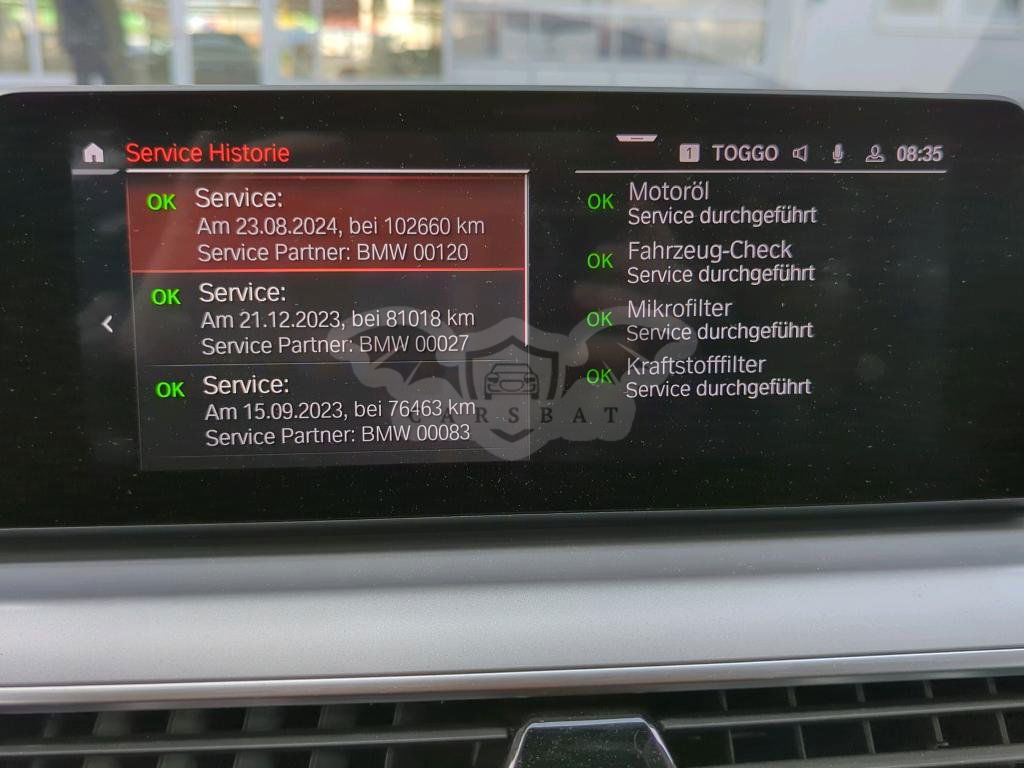 Service Historie
1 TOGGO 08:35
OK Service:
Am 23.08.2024, bei 102660 km
Service Partner: BMW 00120
OK Service:
Am 21.12.2023, bei 81018 km
Service Partner: BMW 00027
OK Service:
Am 15.09.2023, bei 76463 km
Service Partner: BMW 00083
OK Motoröl
Service durchgeführt
OK Fahrzeug-Check
Service durchgeführt
OK Mikrofilter
Service durchgeführt
OK Kraftstofffilter
Service durchgeführt
CARSBAT